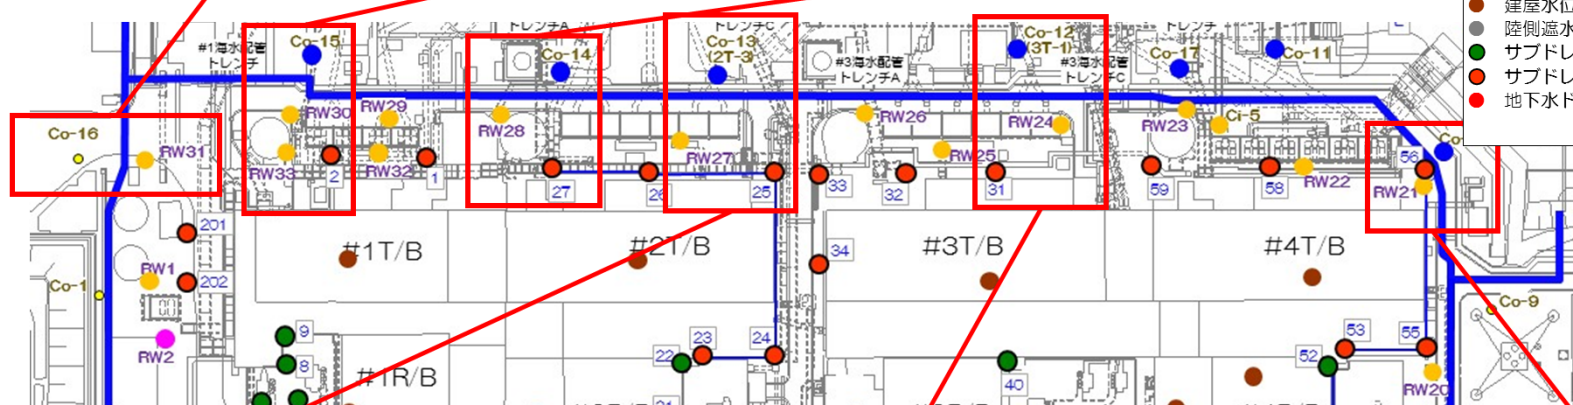 建屋水位
陸側遮水
サブドレ
サブドレ
地下水ド
トレンチA
トレンチC
トレンチ
#1海水配管
トレンチ
Co-15
Co-14
Co-13
(2T-3)
#3海水配管
トレンチA
Co-12
(3T-1)
#3海水配管
トレンチC
Co-17
Co-11
Co-16
RW31
RW30
RW29
RW28
RW27
RW26
RW25
RW24
RW23
Ci-5
RW22
RW21
56
Co-
RW33
2
RW32
1
27
26
25
33
32
31
59
58
201
202
RW1
RW2
Co-1
#1T/B
#2T/B
34
#3T/B
#4T/B
Co-9
9
8
#1R/B
22
23
24
40
52
53
55
RW20